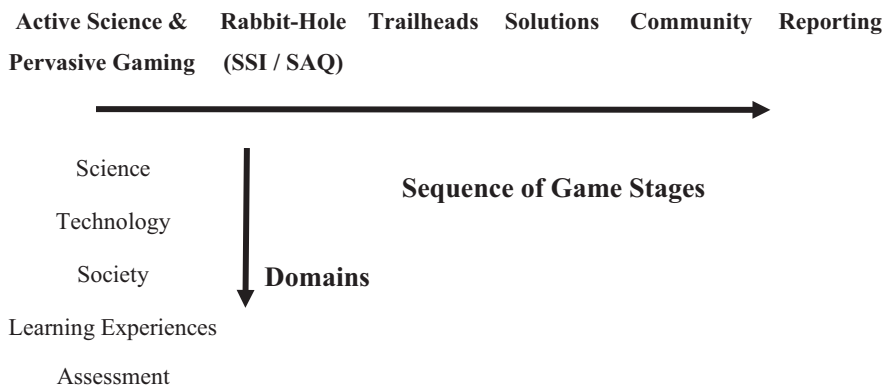 Active Science & Rabbit-Hole Trailheads Solutions Community Reporting
Pervasive Gaming (SSI / SAQ)
Science
Sequence of Game Stages
Technology
Society
Domains
Learning Experiences
Assessment